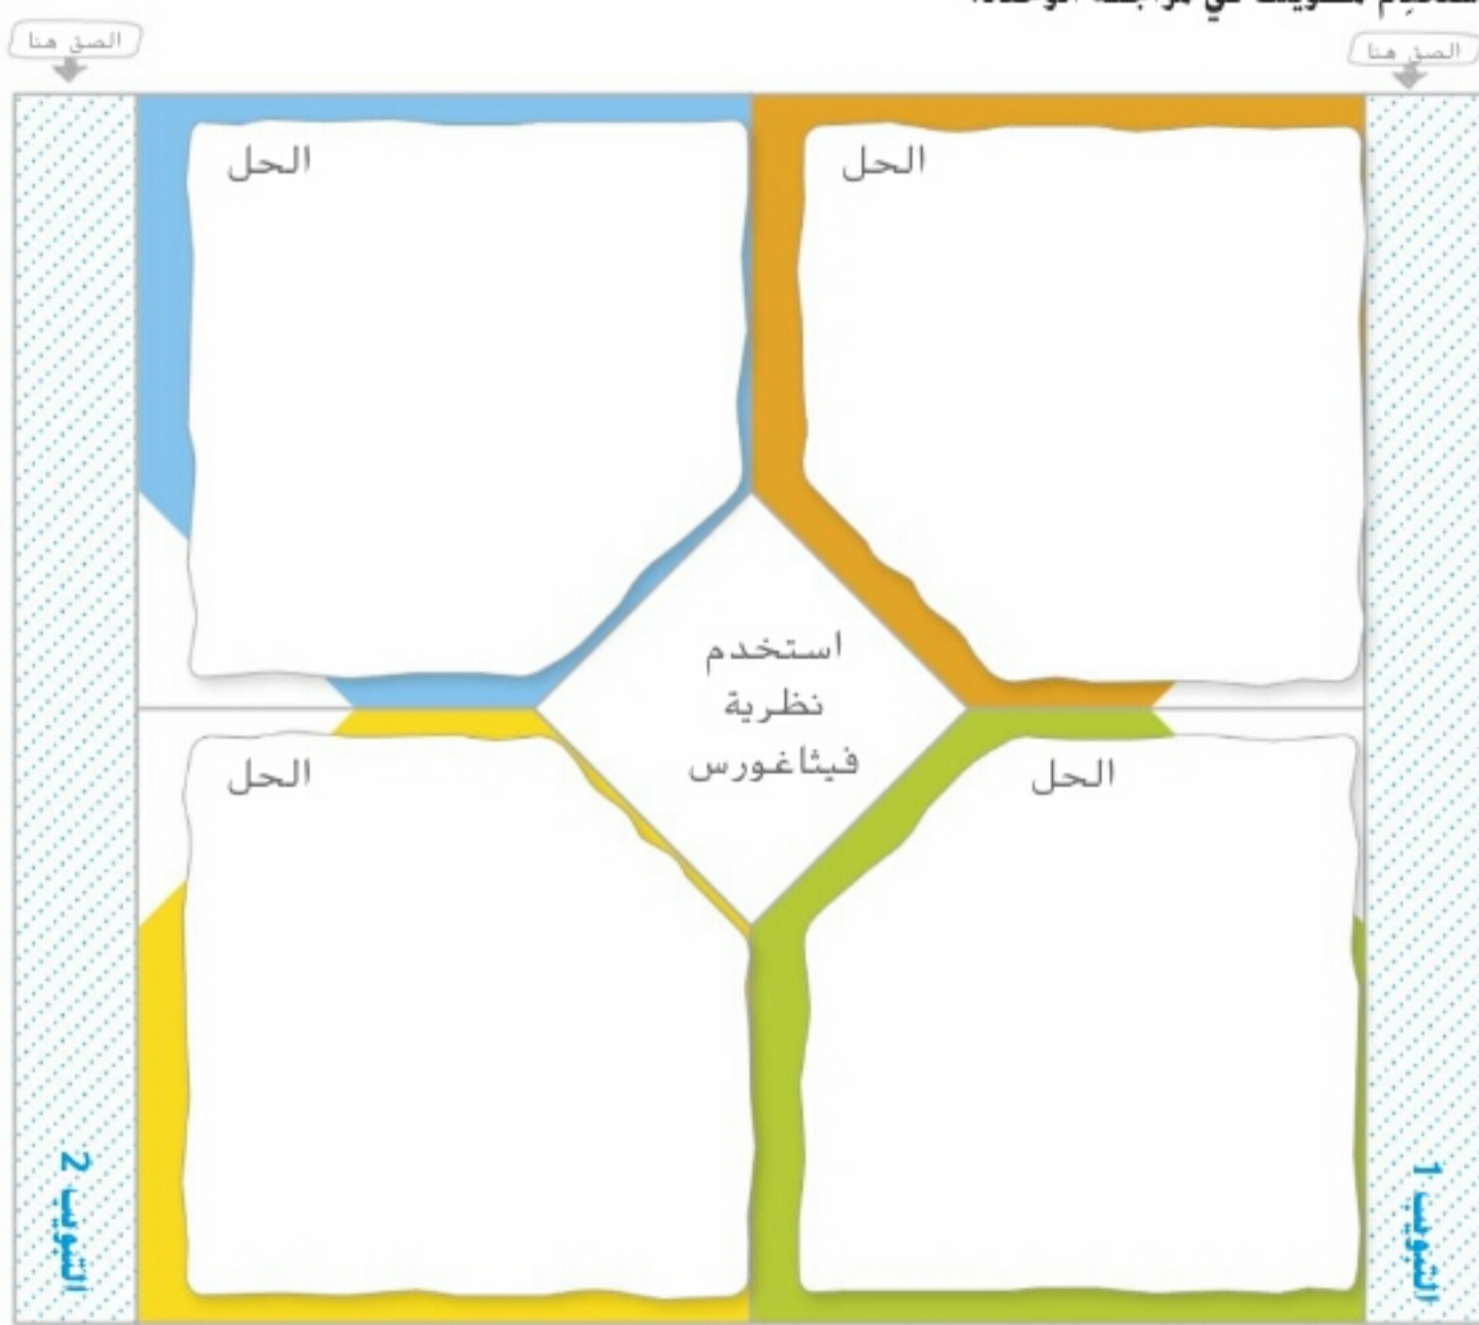 الصق هنا
الصق هنا
الحل
الحل
استخدم
نظرية
فيثاغورس
الحل
الحل
التبويب 1
التبويب 2